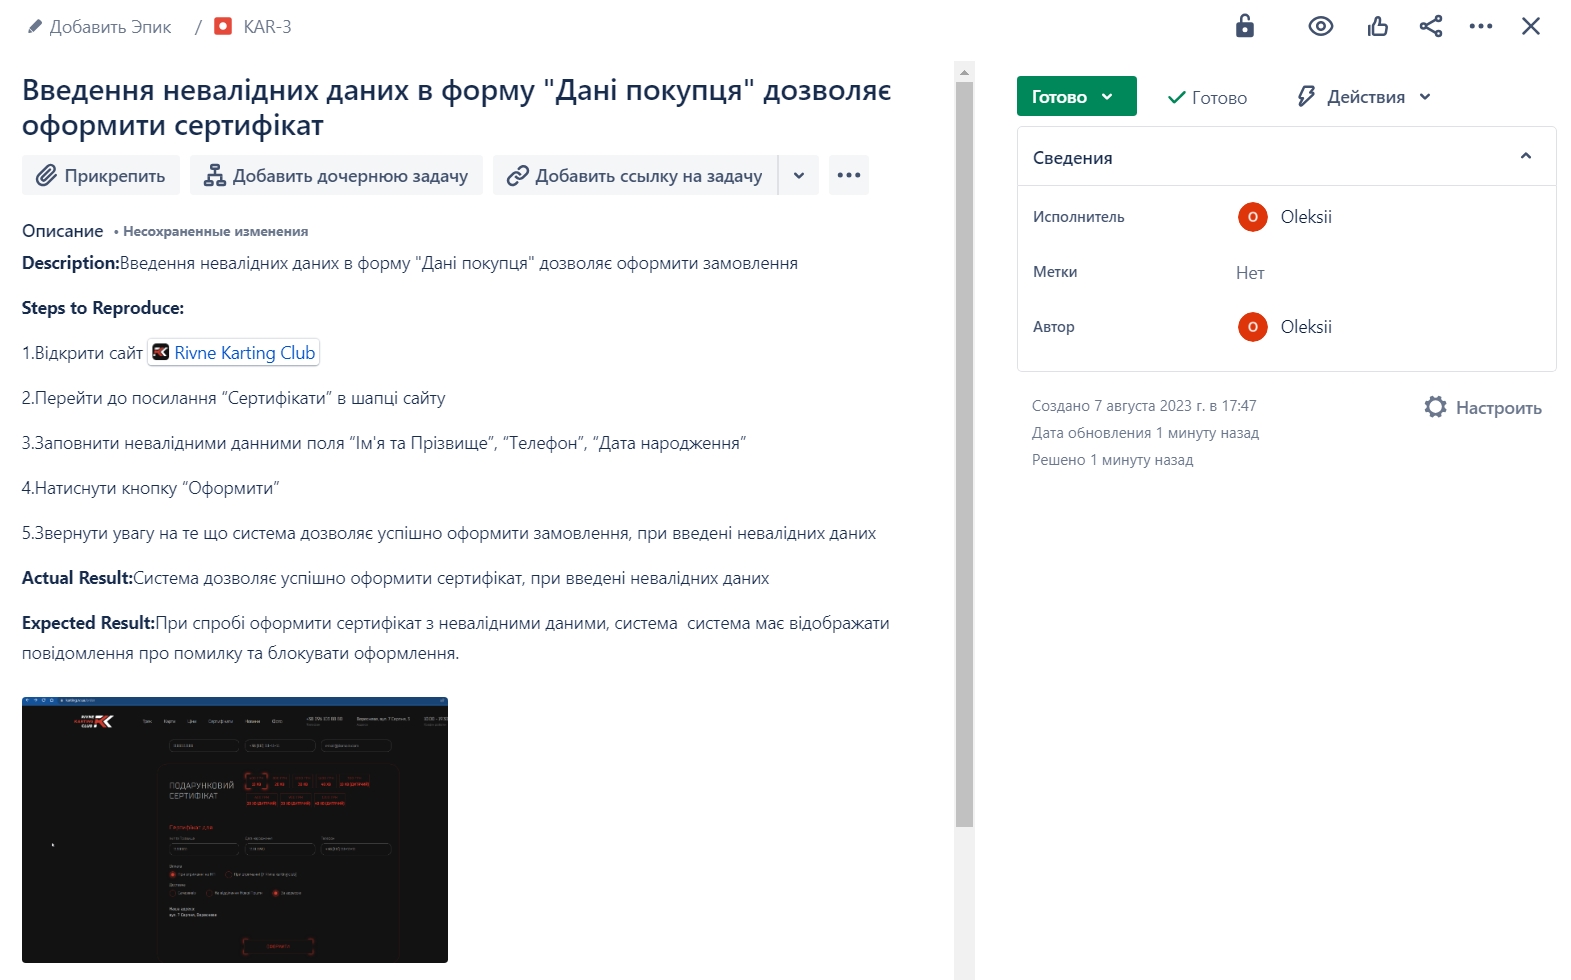 Добавить Эпик / KAR-3
Введення невалідних даних в форму "Дані покупця" дозволяє
оформити сертифікат
Прикрепить
Добавить дочернюю задачу
Добавить ссылку на задачу
Описание • Несохраненные изменения
Description:Введення невалідних даних в форму "Дані покупця" дозволяє оформити замовлення
Steps to Reproduce:
1.Відкрити сайт Rivne Karting Club
2.Перейти до посилання “Сертифікати” в шапці сайту
3.Заповнити невалідними данними поля “Ім'я та Прізвище”, “Телефон”, “Дата народження”
4.Натиснути кнопку “Оформити”
5.Звернути увагу на те що система дозволяє успішно оформити замовлення, при введені невалідних даних
Actual Result:Система дозволяє успішно оформити сертифікат, при введені невалідних даних
Expected Result:При спробі оформити сертифікат з невалідними даними, система  система має відображати
повідомлення про помилку та блокувати оформлення.
RIVNE
KARTING
CLUB
ПОДАРУНКОВИЙ
СЕРТИФІКАТ
Готово
Готово
Действия
Сведения
Исполнитель
O Oleksii
Метки
Нет
Автор
O Oleksii
Создано 7 августа 2023 г. в 17:47
Дата обновления 1 минуту назад
Решено 1 минуту назад
Настроить